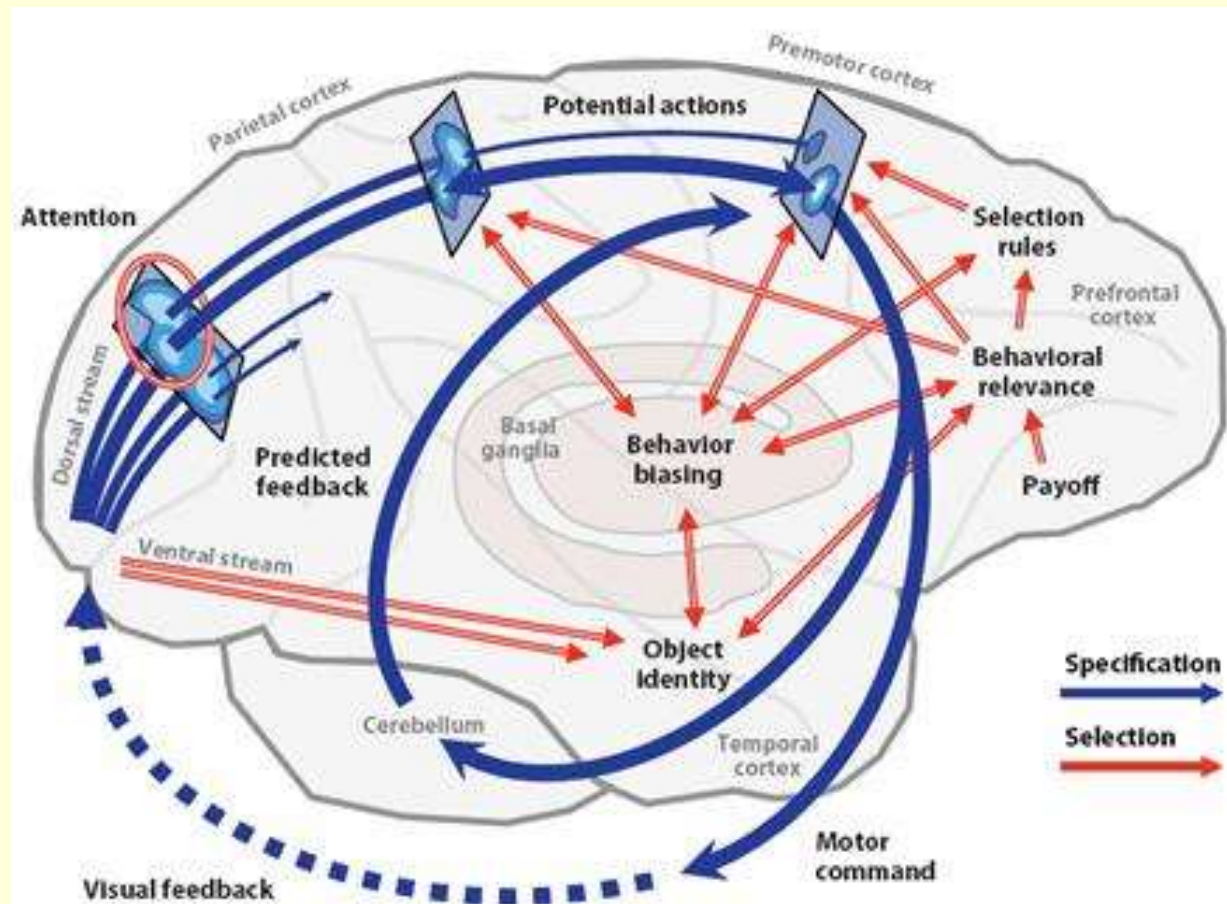 Premotor cortex
Parietal cortex
Potential actions
Attention
Selection
rules
Prefrontal
cortex
Behavioral
relevance
Dorsal stream
Basal
ganglia
Behavior
biasing
Predicted
feedback
Payoff
Ventral stream
Object
identity
Specification
Cerebellum
Temporal
cortex
Selection
Motor
command
Visual feedback